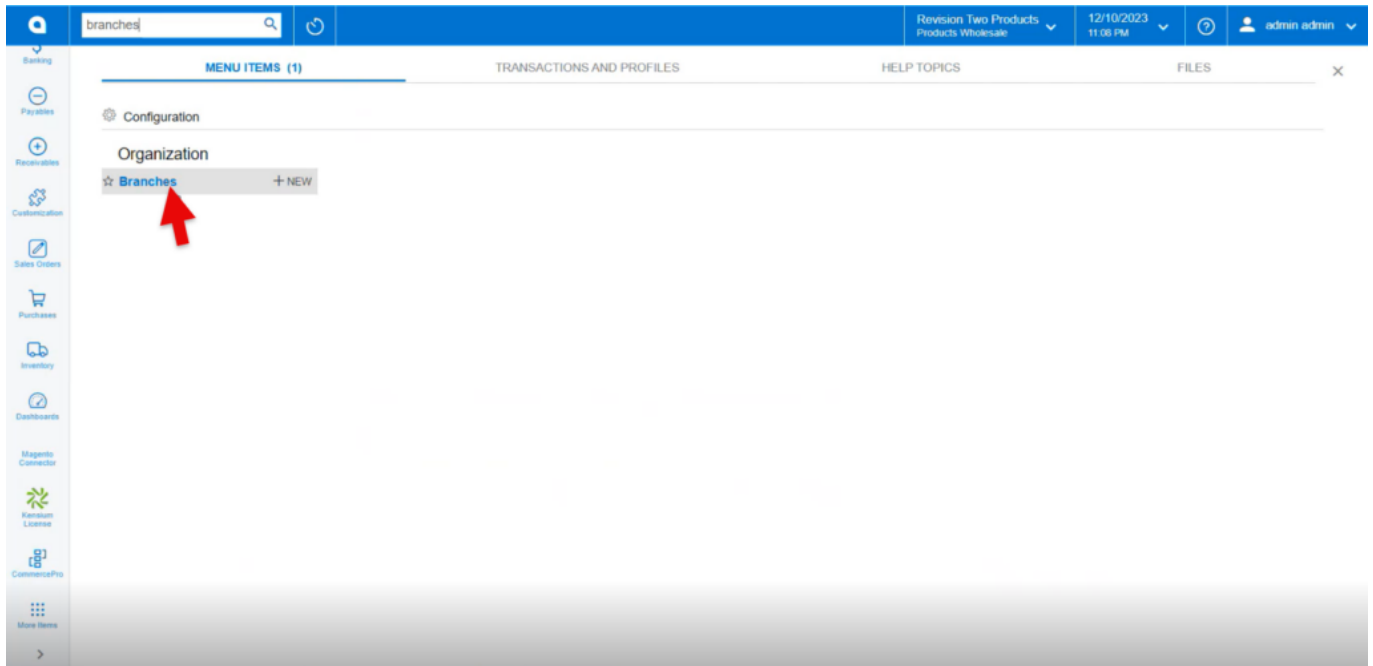 branches
Revision Two Products
Products Wholesale
12/10/2023
11:08 PM
admin admin
Banking
Payables
Receivables
Customization
Sales Orders
Purchases
Inventory
Dashboards
Magento
Connector
Kensium
License
CommercePro
More Items
MENU ITEMS (1)
TRANSACTIONS AND PROFILES
HELP TOPICS
FILES
Configuration
Organization
Branches
+ NEW